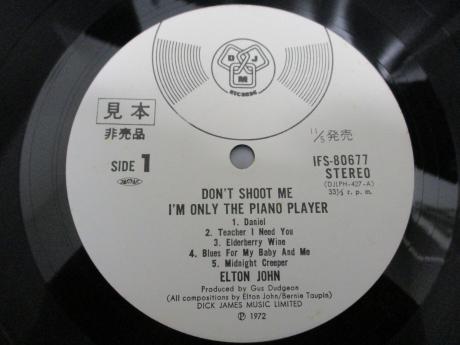 D J M
RECORDS
見本
非売品
11/5 発売
SIDE 1
IFS-80677
STEREO
(DJLPH-427-A)
33⅓ r. p. m.
DON'T SHOOT ME
I'M ONLY THE PIANO PLAYER
1. Daniel
2. Teacher I Need You
3. Elderberry Wine
4. Blues For My Baby And Me
5. Midnight Creeper
ELTON JOHN
Produced by Gus Dudgeon
(All compositions by Elton John/Bernie Taupin)
DICK JAMES MUSIC LIMITED
Ⓟ 1972